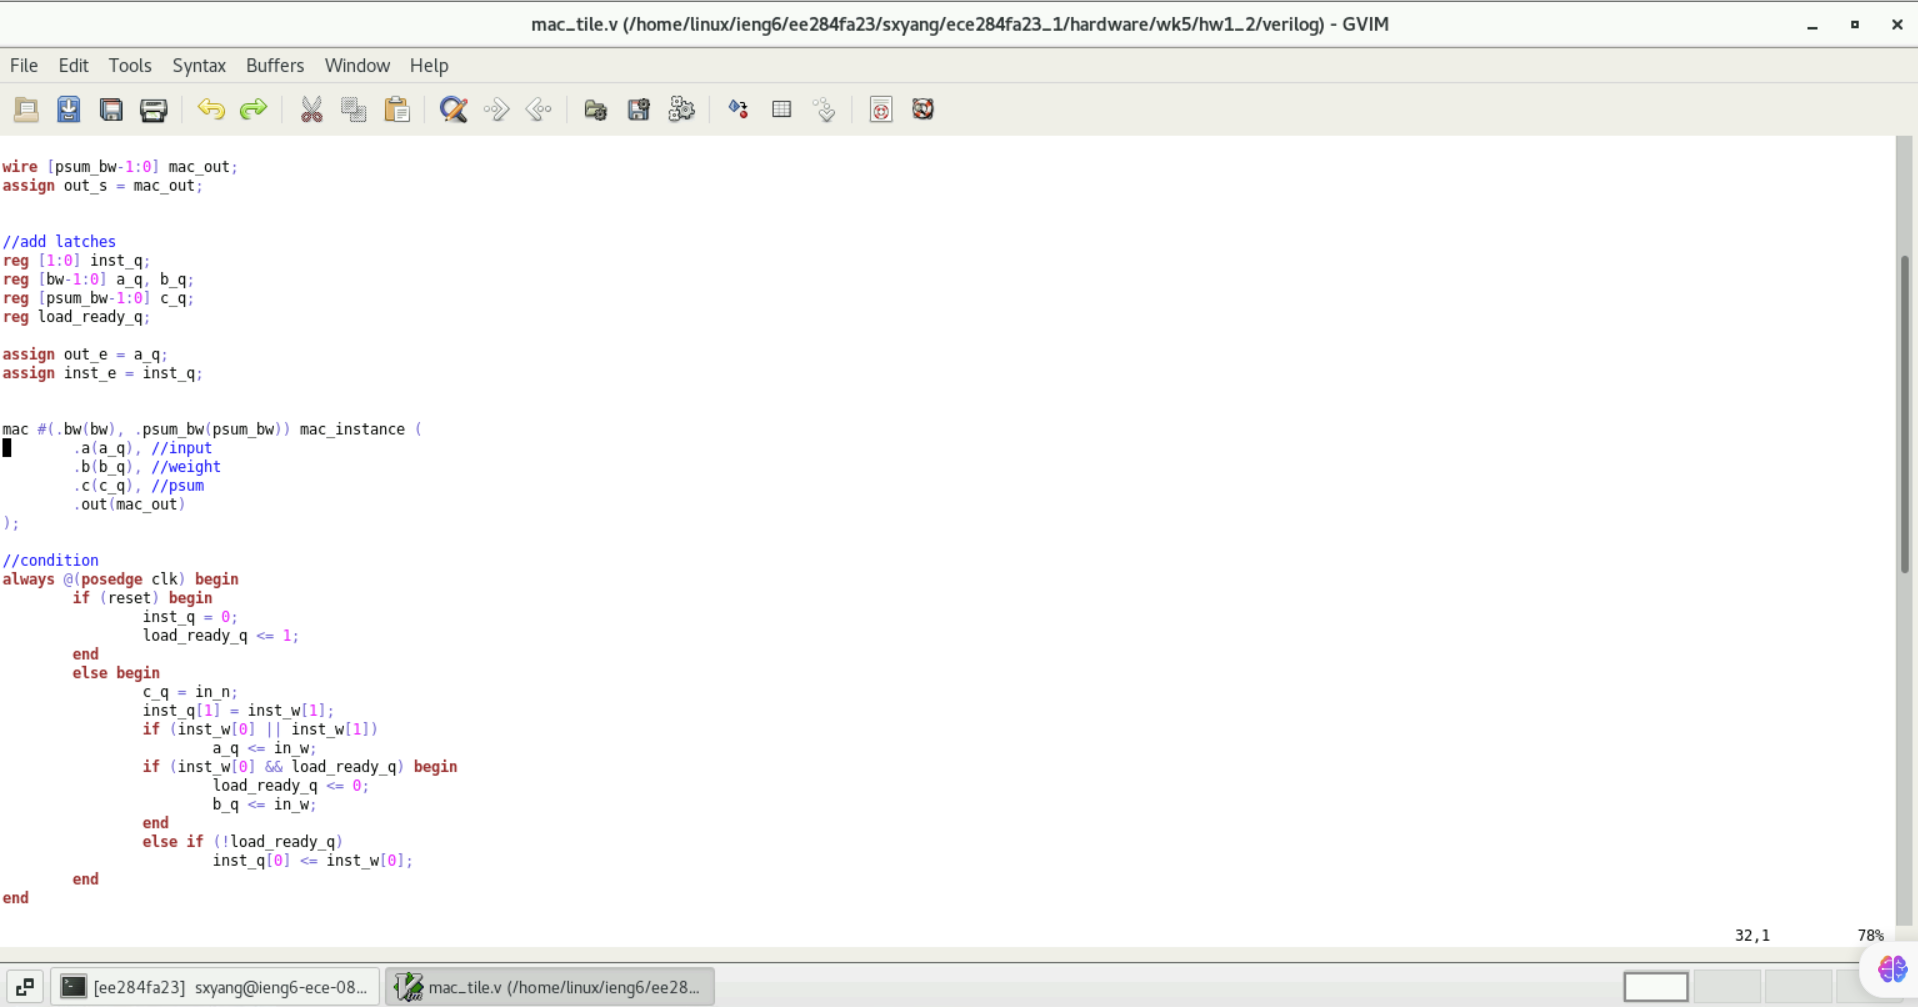 mac_tile.v (/home/linux/ieng6/ee284fa23/sxyang/ece284fa23_1/hardware/wk5/hw1_2/verilog) - GVIM
File Edit Tools Syntax Buffers Window Help
wire [psum_bw-1:0] mac_out;
assign out_s = mac_out;
//add latches
reg [1:0] inst_q;
reg [bw-1:0] a_q, b_q;
reg [psum_bw-1:0] c_q;
reg load_ready_q;
assign out_e = a_q;
assign inst_e = inst_q;
mac #(.bw(bw), .psum_bw(psum_bw)) mac_instance (
.a(a_q), //input
.b(b_q), //weight
.c(c_q), //psum
.out(mac_out)
);
//condition
always @(posedge clk) begin
if (reset) begin
inst_q = 0;
load_ready_q <= 1;
end
else begin
c_q = in_n;
inst_q[1] = inst_w[1];
if (inst_w[0] || inst_w[1])
a_q <= in_w;
if (inst_w[0] && load_ready_q) begin
load_ready_q <= 0;
b_q <= in_w;
end
else if (!load_ready_q)
inst_q[0] <= inst_w[0];
end
end
32,1 78%
[ee284fa23] sxyang@ieng6-ece-08... mac_tile.v (/home/linux/ieng6/ee28...